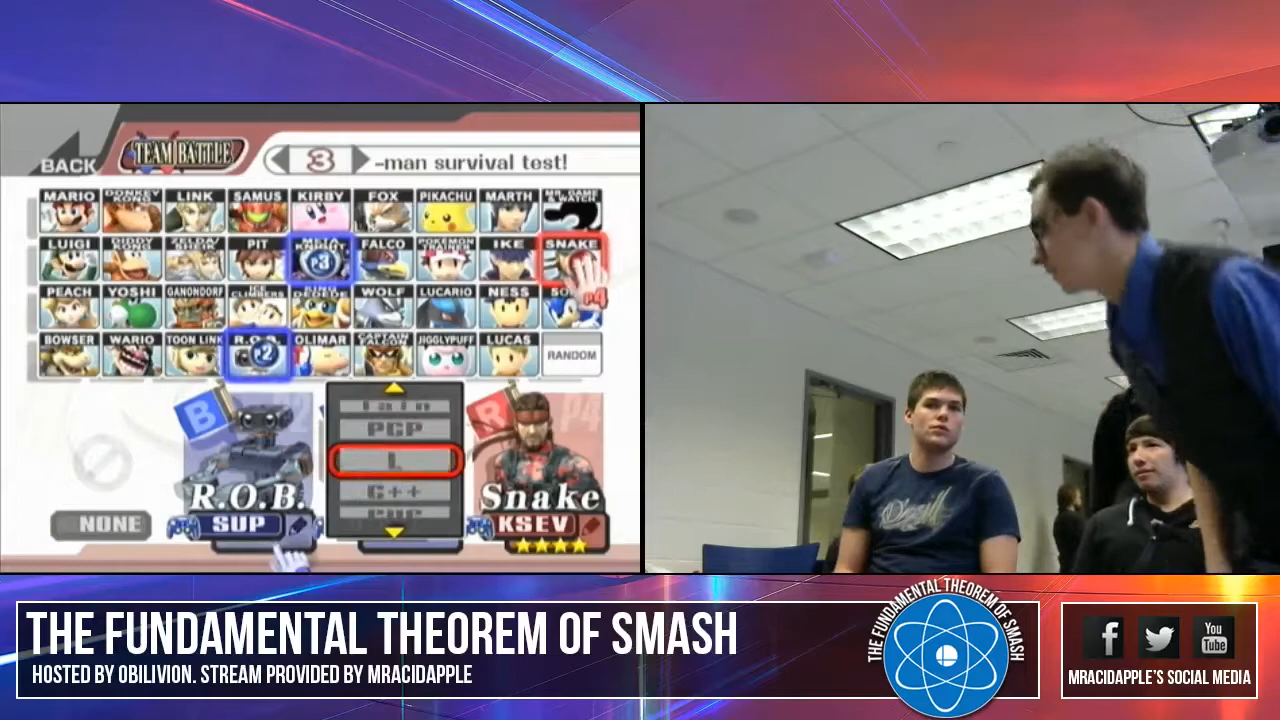 BACK
TEAM BATTLE
3 -man survival test!
MARIO DONKEY KONG LINK SAMUS KIRBY FOX PIKACHU MARTH MR. GAME & WATCH
LUIGI DIDDY KONG ZELDA/SHEIK PIT META KNIGHT FALCO POKEMON TRAINER IKE SNAKE
P3
P4
PEACH YOSHI GANONDORF ICE CLIMBERS KING DEDEDE WOLF LUCARIO NESS
BOWSER WARIO TOON LINK R.O.B. OLIMAR CAPTAIN FALCON JIGGLYPUFF LUCAS RANDOM
P2
B
R
P4
PCP
L
C++
R.O.B.
Snake
NONE
SUP
KSEV
THE FUNDAMENTAL THEOREM OF SMASH
HOSTED BY OBILIVION. STREAM PROVIDED BY MRACIDAPPLE
THE FUNDAMENTAL THEOREM OF SMASH
f
You
Tube
MRACIDAPPLE'S SOCIAL MEDIA